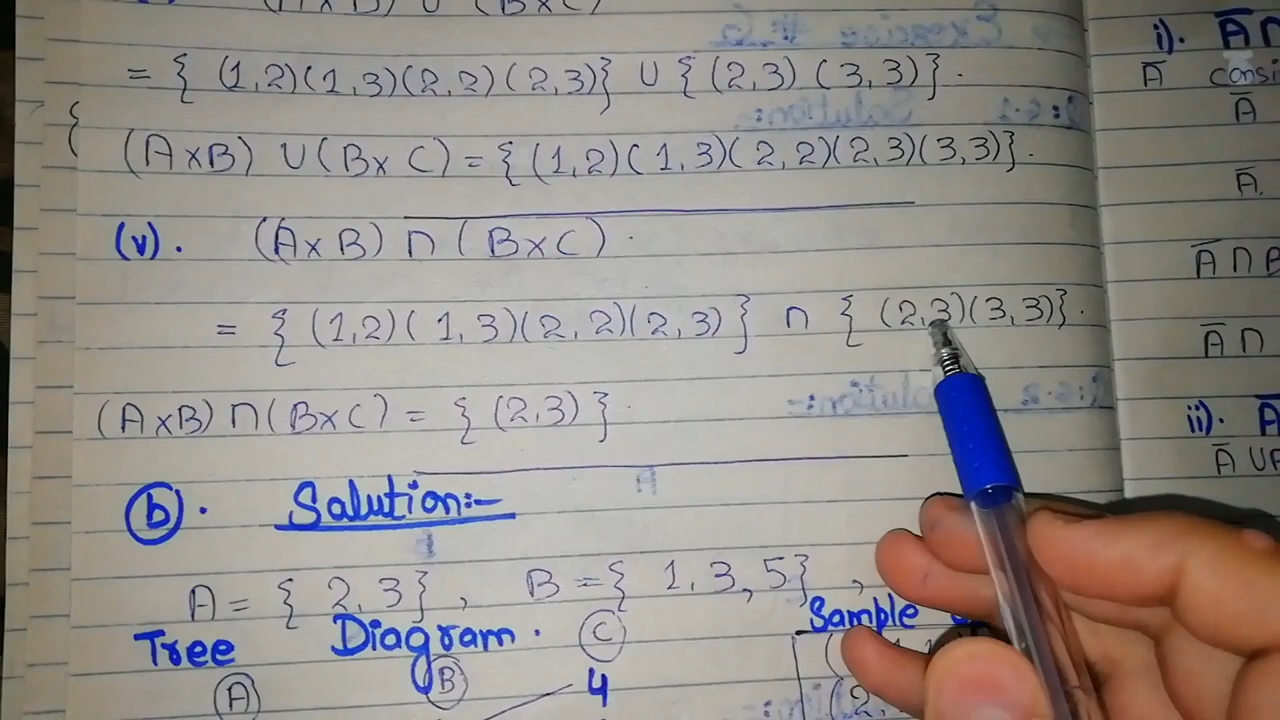 (A×B) ∪ (B×C)
= { (1,2)(1,3)(2,2)(2,3)} ∪ { (2,3) (3,3)}.
(A×B) ∪(B×C) = {(1,2)(1,3)(2,2)(2,3)(3,3)}.
(v). (A×B) ∩ (B×C).
= { (1,2)(1,3)(2,2)(2,3)} ∩ { (2,3)(3,3)}.
(A×B)∩(B×C) = { (2,3)}.
(b). Solution:-
A = { 2,3}, B={ 1,3,5},
Tree Diagram. (C) Sample
(A) (B) 4
i). A̅∩
A̅ consi
A̅
A̅.
A̅∩B
A̅∩
ii). A̅
A̅∪